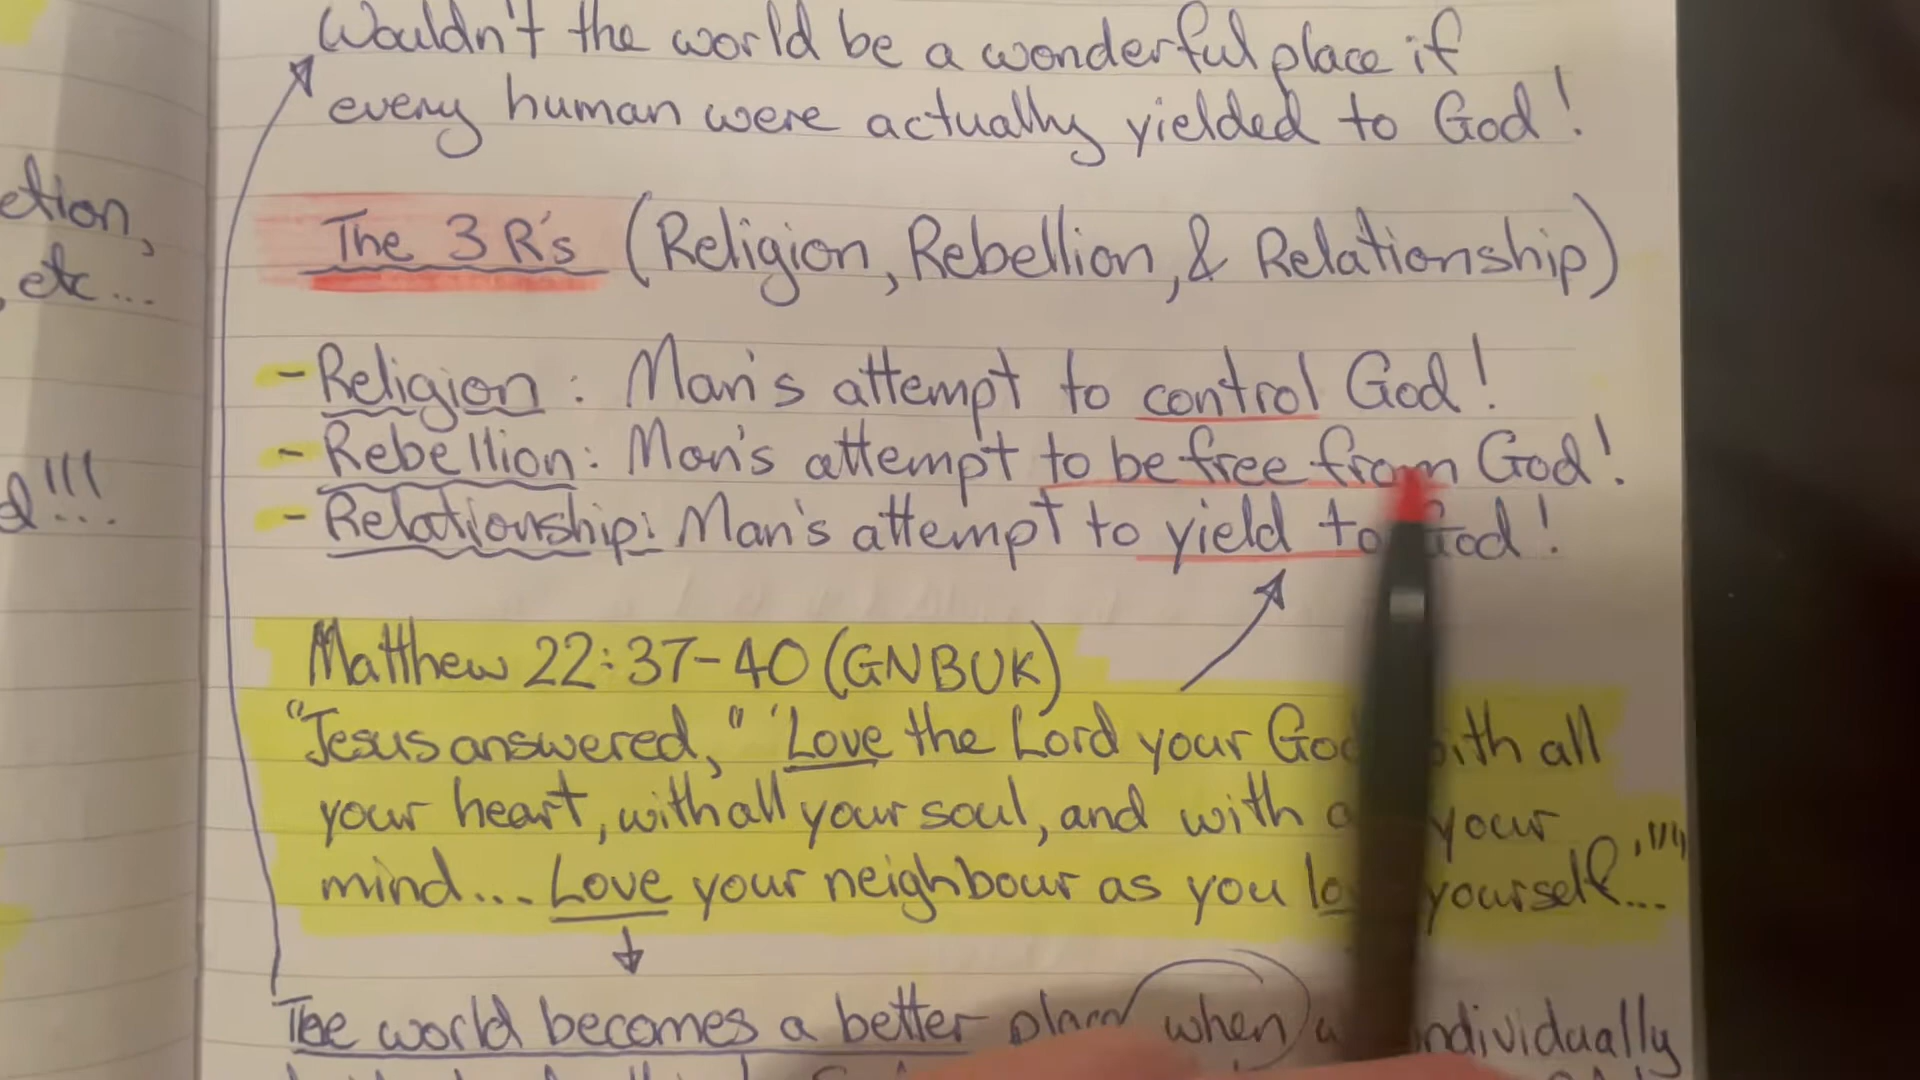 Wouldn't the world be a wonderful place if
every human were actually yielded to God!
etion,
etc...
The 3 R's (Religion, Rebellion, & Relationship)
- Religion: Man's attempt to control God!
- Rebellion: Man's attempt to be free from God!
d!!!
- Relationship: Man's attempt to yield to God!
Matthew 22:37-40 (GNBUK)
"Jesus answered," 'Love the Lord your God with all
your heart, with all your soul, and with your
mind... Love your neighbour as you yourself...'""
The world becomes a better place when individually